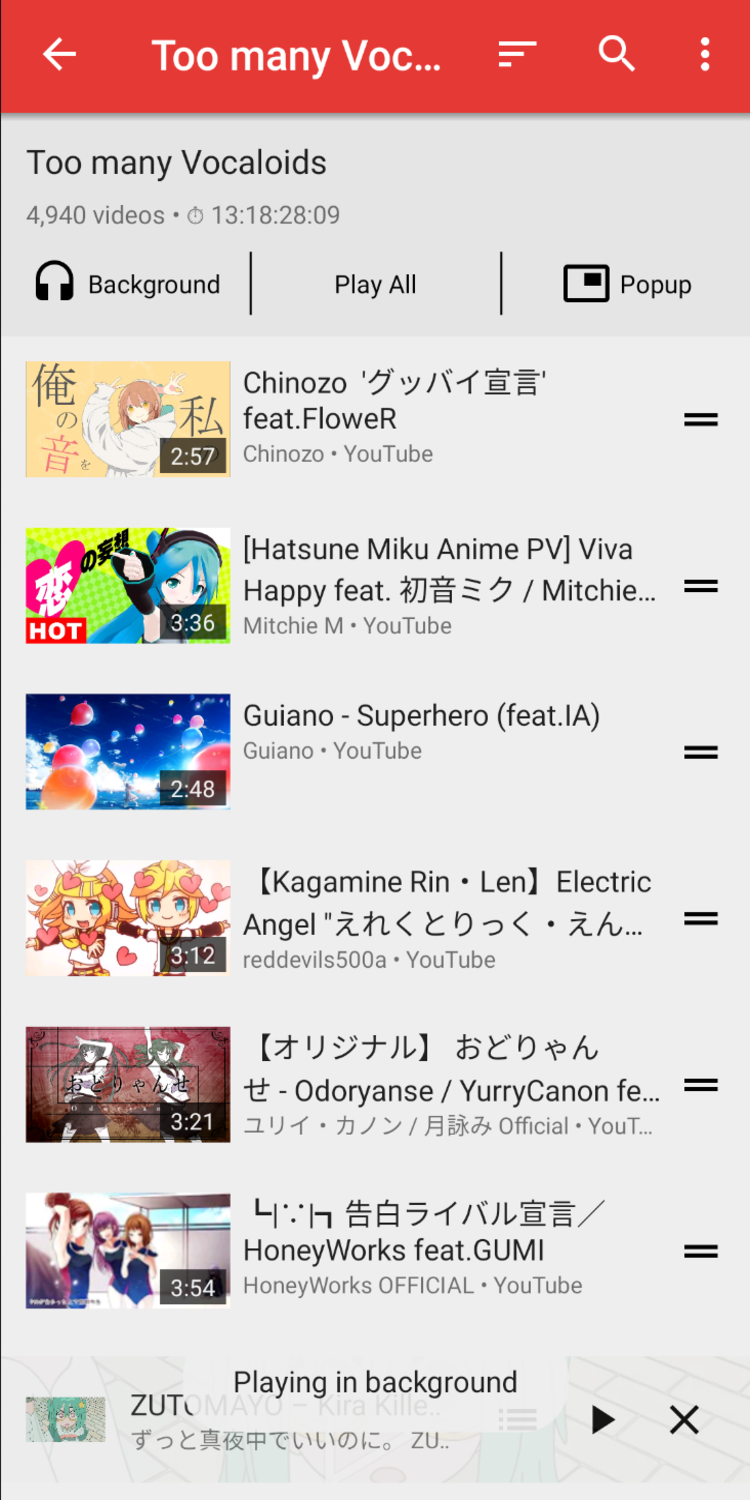 Too many Voc...
Too many Vocaloids
4,940 videos • ⏱ 13:18:28:09
Background
Play All
Popup
俺
の
音
を
私
2:57
Chinozo 'グッバイ宣言'
feat.FloweR
Chinozo • YouTube
恋
の妄想
HOT
3:36
[Hatsune Miku Anime PV] Viva
Happy feat. 初音ミク / Mitchie...
Mitchie M • YouTube
2:48
Guiano - Superhero (feat.IA)
Guiano • YouTube
3:12
【Kagamine Rin・Len】Electric
Angel "えれくとりっく・えん...
reddevils500a • YouTube
おどりゃんせ
3:21
【オリジナル】 おどりゃん
せ - Odoryanse / YurryCanon fe...
ユリイ・カノン / 月詠み Official • YouT...
3:54
┗|∵|┓告白ライバル宣言／
HoneyWorks feat.GUMI
HoneyWorks OFFICIAL • YouTube
Playing in background
ZUTOMAYO – Kira Kille..
ずっと真夜中でいいのに。 ZU..